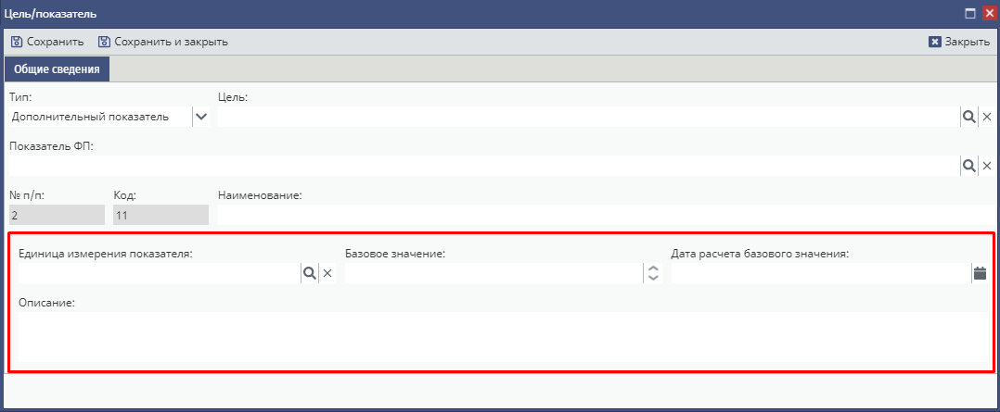 Цель/показатель
Сохранить Сохранить и закрыть Закрыть
Общие сведения
Тип: Цель:
Дополнительный показатель
Показатель ФП:
№ п/п: Код: Наименование:
2 11
Единица измерения показателя: Базовое значение: Дата расчета базового значения:
Описание: